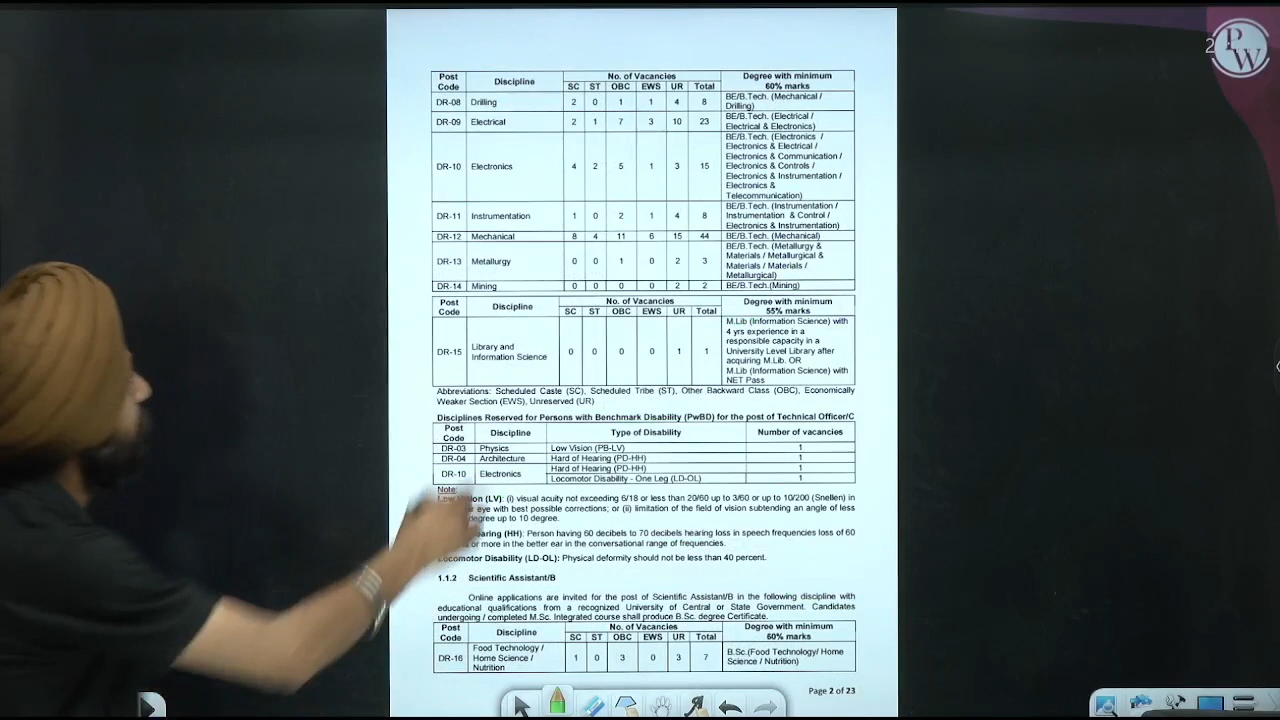 2
PW
Post Code Discipline No. of Vacancies Degree with minimum 60% marks
SC ST OBC EWS UR Total
DR-08 Drilling 2 0 1 1 4 8 BE/B.Tech. (Mechanical / Drilling)
DR-09 Electrical 2 1 7 3 10 23 BE/B.Tech. (Electrical / Electrical & Electronics)
DR-10 Electronics 4 2 5 1 3 15 BE/B.Tech. (Electronics / Electronics & Electrical / Electronics & Communication / Electronics & Controls / Electronics & Instrumentation / Electronics & Telecommunication)
DR-11 Instrumentation 1 0 2 1 4 8 BE/B.Tech. (Instrumentation / Instrumentation & Control / Electronics & Instrumentation)
DR-12 Mechanical 8 4 11 6 15 44 BE/B.Tech. (Mechanical)
DR-13 Metallurgy 0 0 1 0 2 3 BE/B.Tech. (Metallurgy & Materials / Metallurgical & Materials / Materials / Metallurgical)
DR-14 Mining 0 0 0 0 2 2 BE/B.Tech.(Mining)
Post Code Discipline No. of Vacancies Degree with minimum 55% marks
SC ST OBC EWS UR Total
DR-15 Library and Information Science 0 0 0 0 1 1 M.Lib (Information Science) with 4 yrs experience in a responsible capacity in a University Level Library after acquiring M.Lib. OR M.Lib (Information Science) with NET Pass
Abbreviations: Scheduled Caste (SC), Scheduled Tribe (ST), Other Backward Class (OBC), Economically
Weaker Section (EWS), Unreserved (UR)
Disciplines Reserved for Persons with Benchmark Disability (PwBD) for the post of Technical Officer/C
Post Code Discipline Type of Disability Number of vacancies
DR-03 Physics Low Vision (PB-LV) 1
DR-04 Architecture Hard of Hearing (PD-HH) 1
DR-10 Electronics Hard of Hearing (PD-HH) 1
Locomotor Disability - One Leg (LD-OL) 1
Note:
Low Vision (LV): (i) visual acuity not exceeding 6/18 or less than 20/60 up to 3/60 or up to 10/200 (Snellen) in
eye with best possible corrections; or (ii) limitation of the field of vision subtending an angle of less
degree up to 10 degree.
earing (HH): Person having 60 decibels to 70 decibels hearing loss in speech frequencies loss of 60
or more in the better ear in the conversational range of frequencies.
Locomotor Disability (LD-OL): Physical deformity should not be less than 40 percent.
1.1.2 Scientific Assistant/B
Online applications are invited for the post of Scientific Assistant/B in the following discipline with
educational qualifications from a recognized University of Central or State Government. Candidates
undergoing / completed M.Sc. Integrated course shall produce B.Sc. degree Certificate.
Post Code Discipline No. of Vacancies Degree with minimum 60% marks
SC ST OBC EWS UR Total
DR-16 Food Technology / Home Science / Nutrition 1 0 3 0 3 7 B.Sc.(Food Technology/ Home Science / Nutrition)
Page 2 of 23